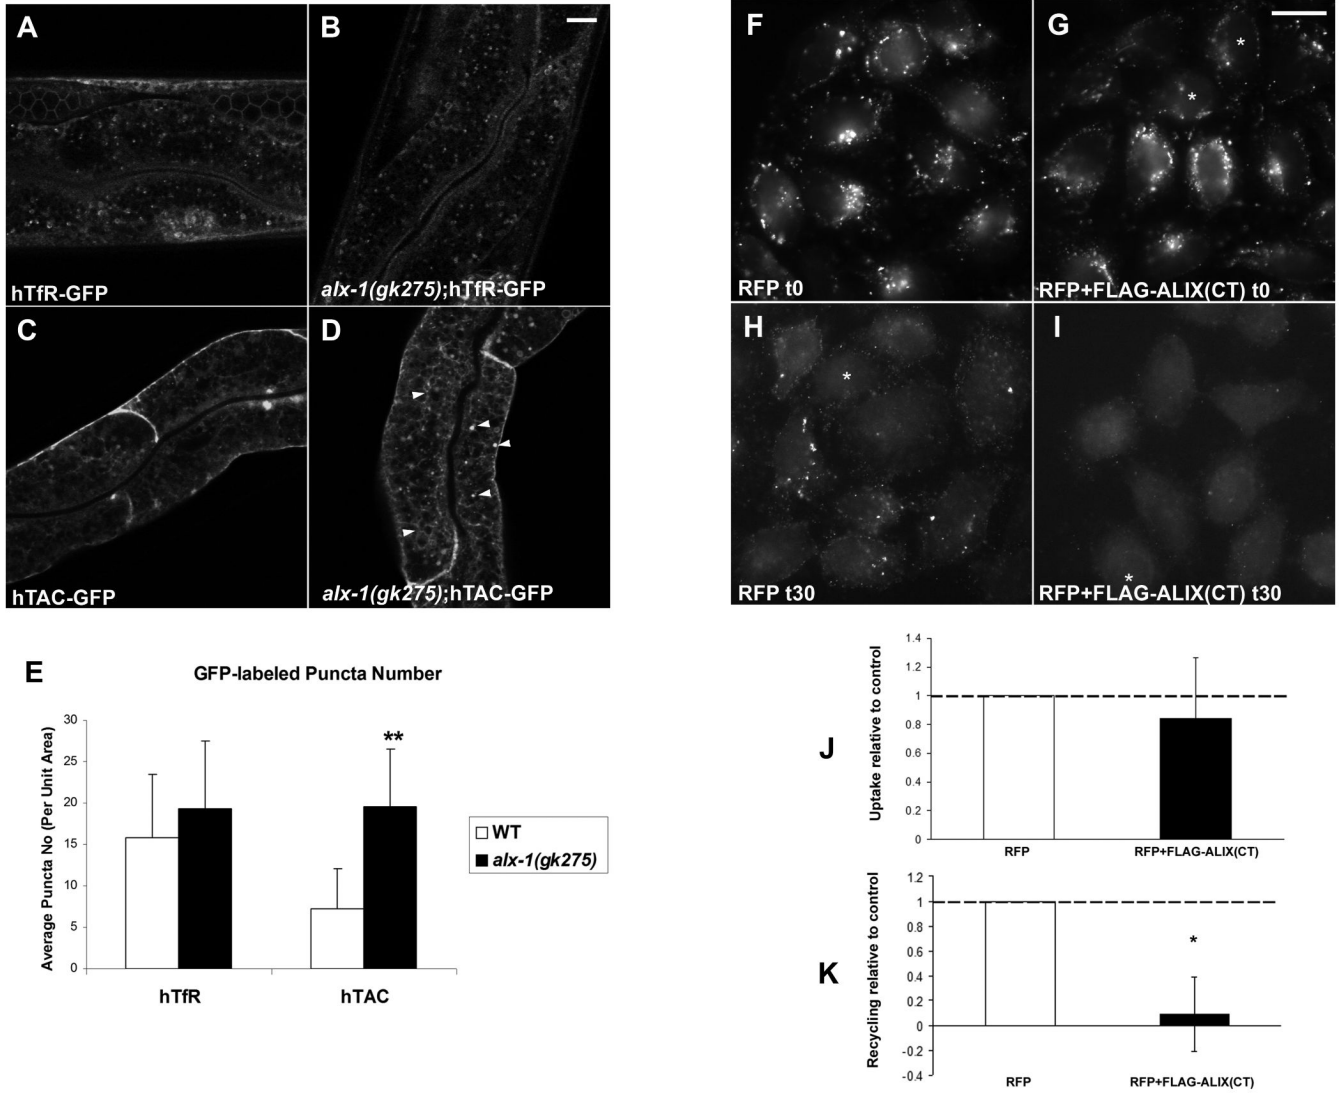 A
B
hTfR-GFP
alx-1(gk275);hTfR-GFP
C
D
hTAC-GFP
alx-1(gk275);hTAC-GFP
E
GFP-labeled Puncta Number
Average Puncta No (Per Unit Area)
30
25
20
15
10
5
0
**
hTfR
hTAC
WT
alx-1(gk275)
F
G
*
*
RFP t0
RFP+FLAG-ALIX(CT) t0
H
I
*
*
RFP t30
RFP+FLAG-ALIX(CT) t30
J
Uptake relative to control
1.4
1.2
1
0.8
0.6
0.4
0.2
0
RFP
RFP+FLAG-ALIX(CT)
K
Recycling relative to control
1.2
1
0.8
0.6
0.4
0.2
0
-0.2
-0.4
*
RFP
RFP+FLAG-ALIX(CT)